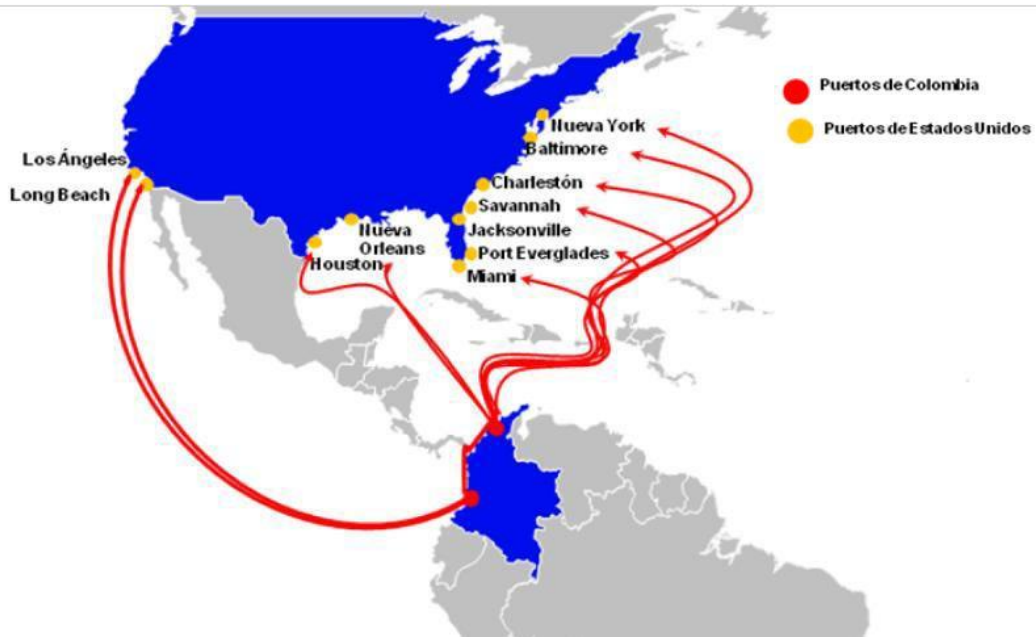 Puertos de Colombia
Puertos de Estados Unidos
Nueva York
Baltimore
Los Ángeles
Long Beach
Charlestón
Savannah
Jacksonville
Nueva
Orleans
Houston
Port Everglades
Miami